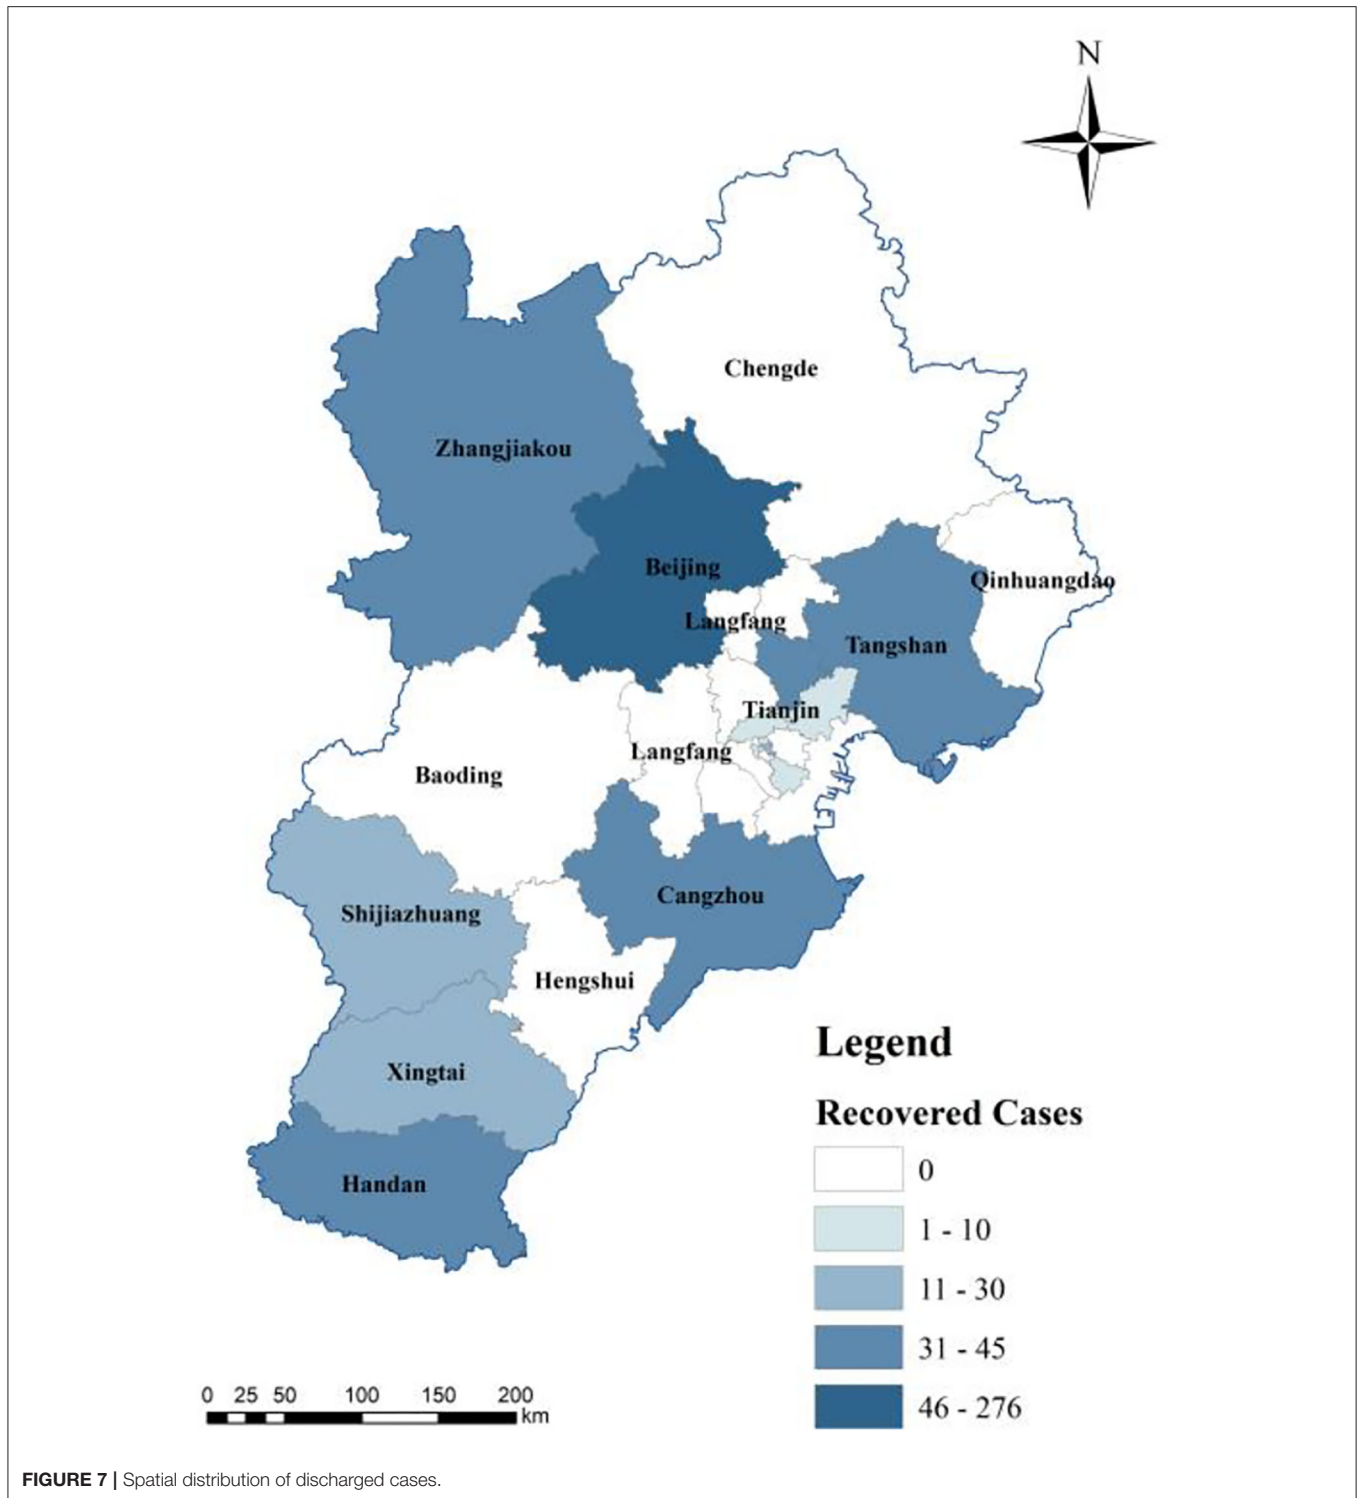 N
Chengde
Zhangjiakou
Beijing
Qinhuangdao
Langfang
Tangshan
Tianjin
Langfang
Baoding
Cangzhou
Shijiazhuang
Hengshui
Xingtai
Handan
Legend
Recovered Cases
0
1 - 10
11 - 30
31 - 45
46 - 276
0 25 50 100 150 200
km
FIGURE 7 | Spatial distribution of discharged cases.